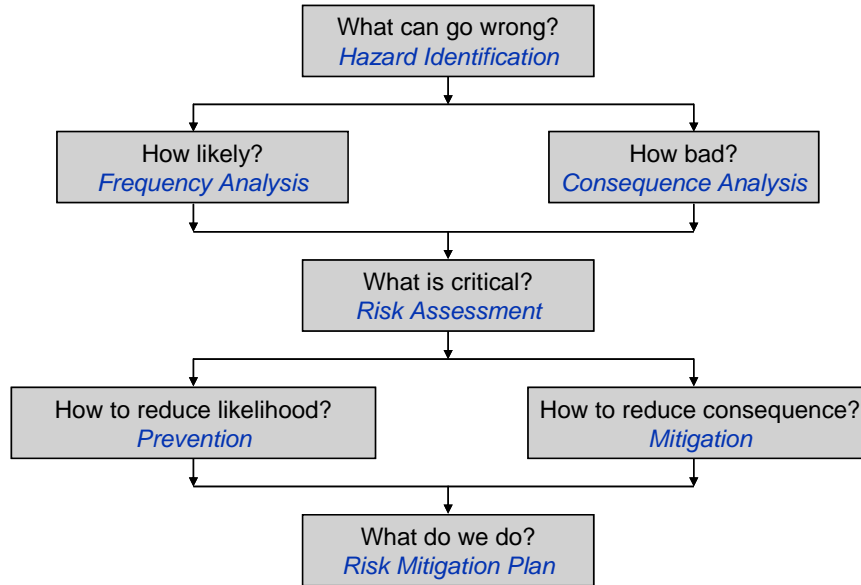 What can go wrong?
Hazard Identification
How likely?
Frequency Analysis
How bad?
Consequence Analysis
What is critical?
Risk Assessment
How to reduce likelihood?
Prevention
How to reduce consequence?
Mitigation
What do we do?
Risk Mitigation Plan